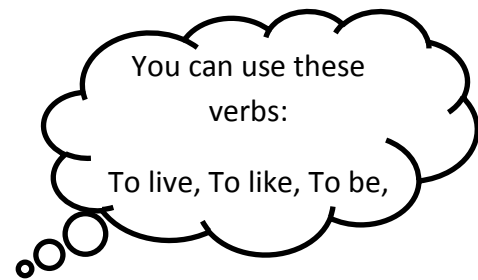 You can use these
verbs:
To live, To like, To be,